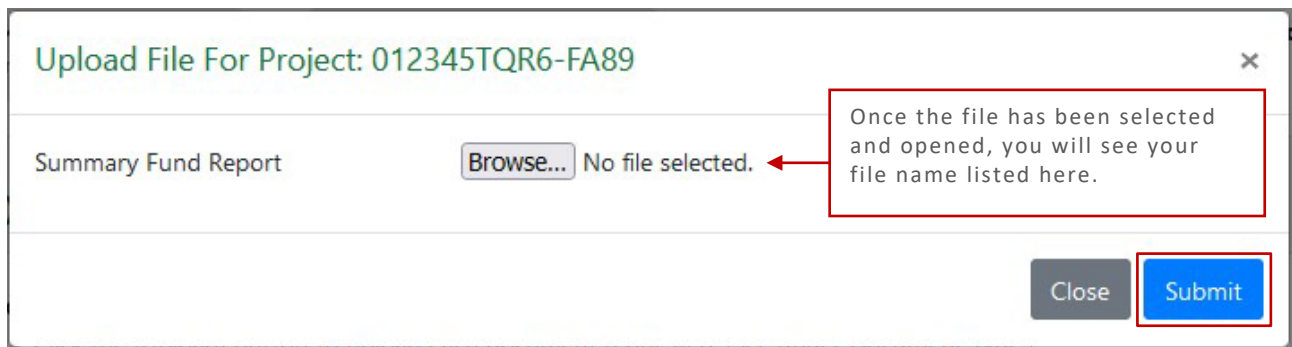 Upload File For Project: 012345TQR6-FA89
×
Once the file has been selected
and opened, you will see your
file name listed here.
Summary Fund Report
Browse... No file selected.
Close
Submit